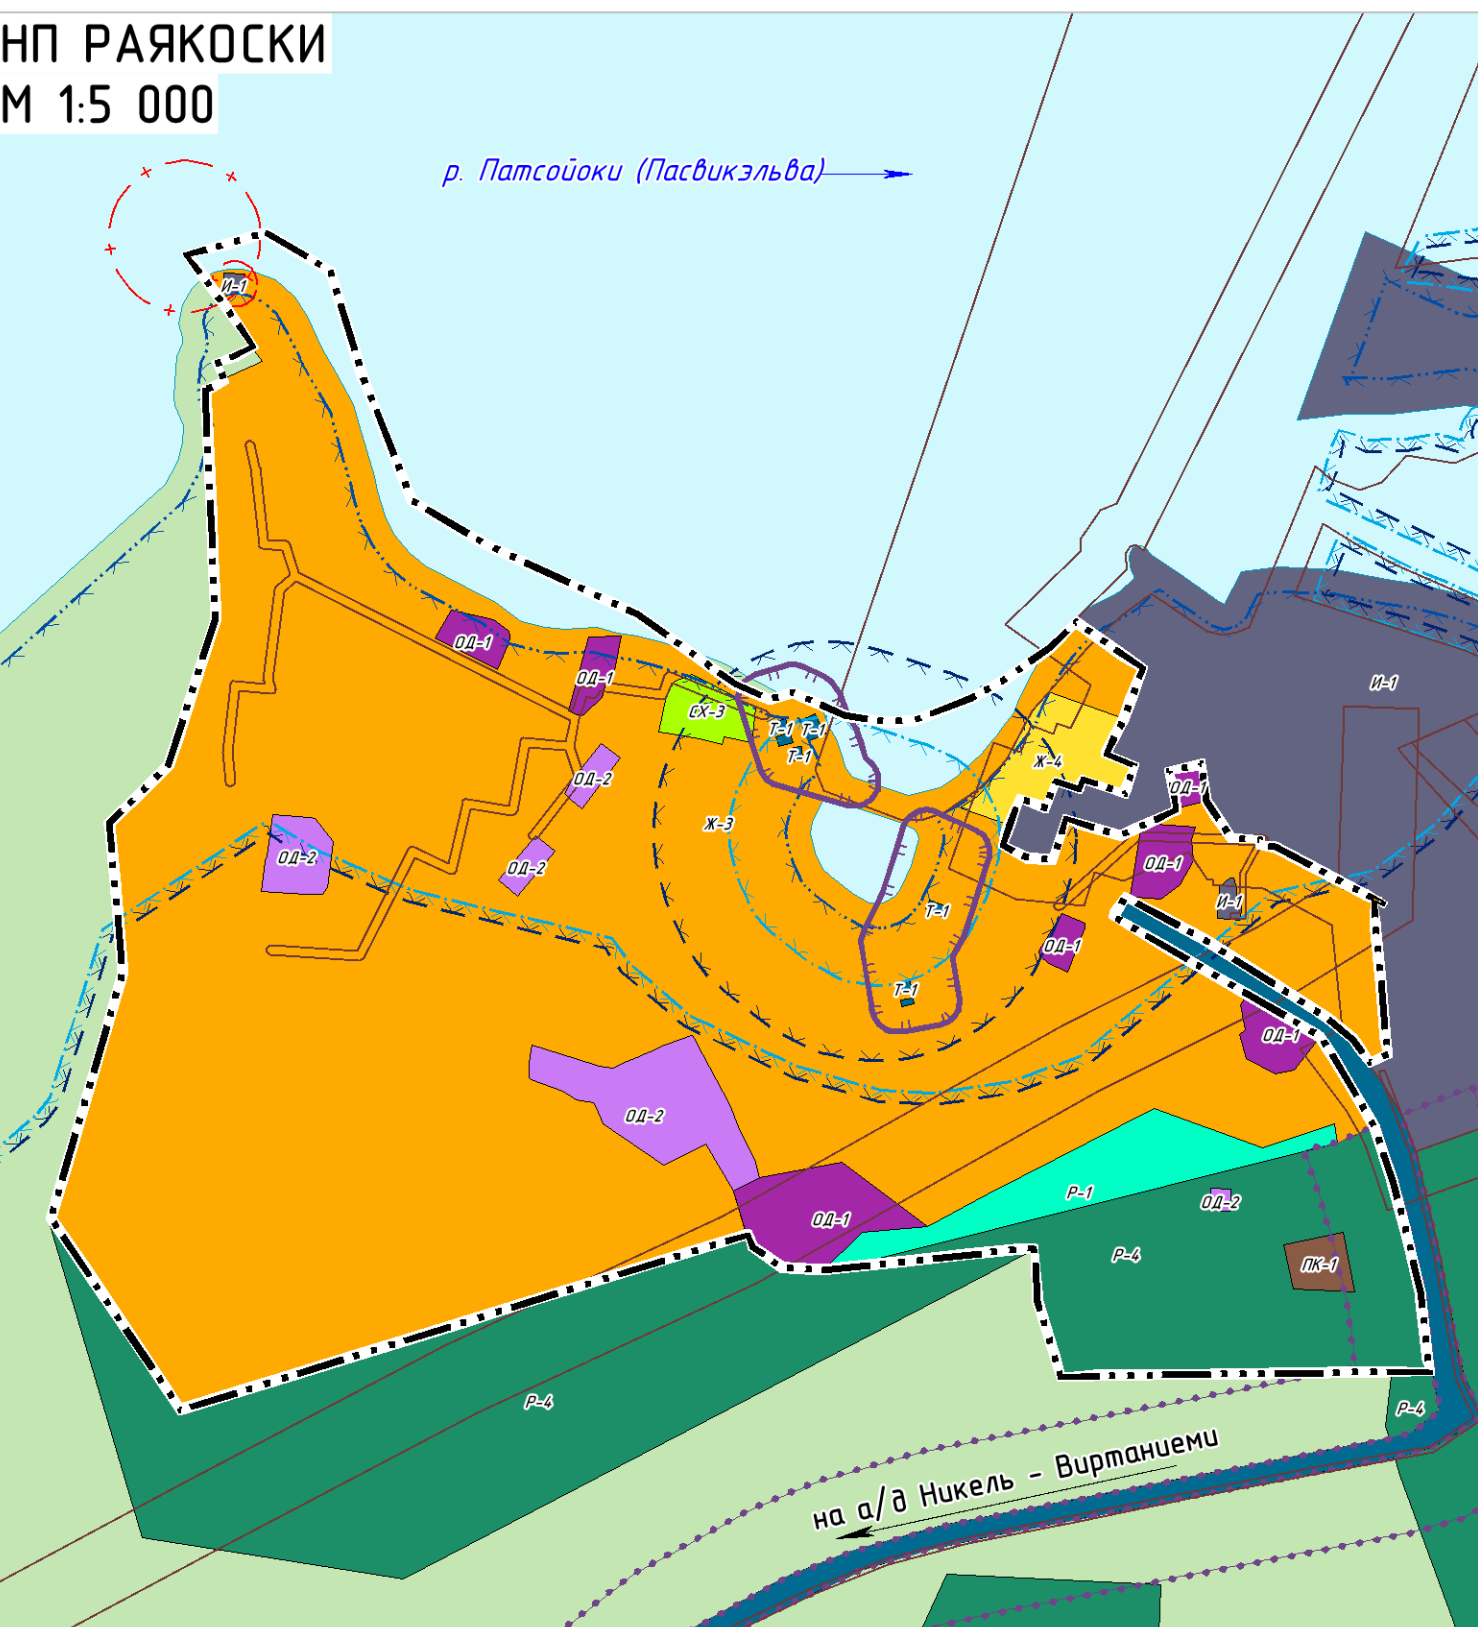 НП РАЯКОСКИ
М 1:5 000
р. Патсойоки (Пасвикэльва)
И-1
ОД-1
ОД-1
И-1
СХ-3
Т-1
Т-1
Т-1
Ж-4
ОД-2
ОД-1
Ж-3
ОД-2
ОД-2
ОД-1
И-1
Т-1
ОД-1
Т-1
ОД-1
ОД-2
Р-1
ОД-2
ОД-1
Р-4
ПК-1
Р-4
Р-4
на а/д Никель - Виртаниеми